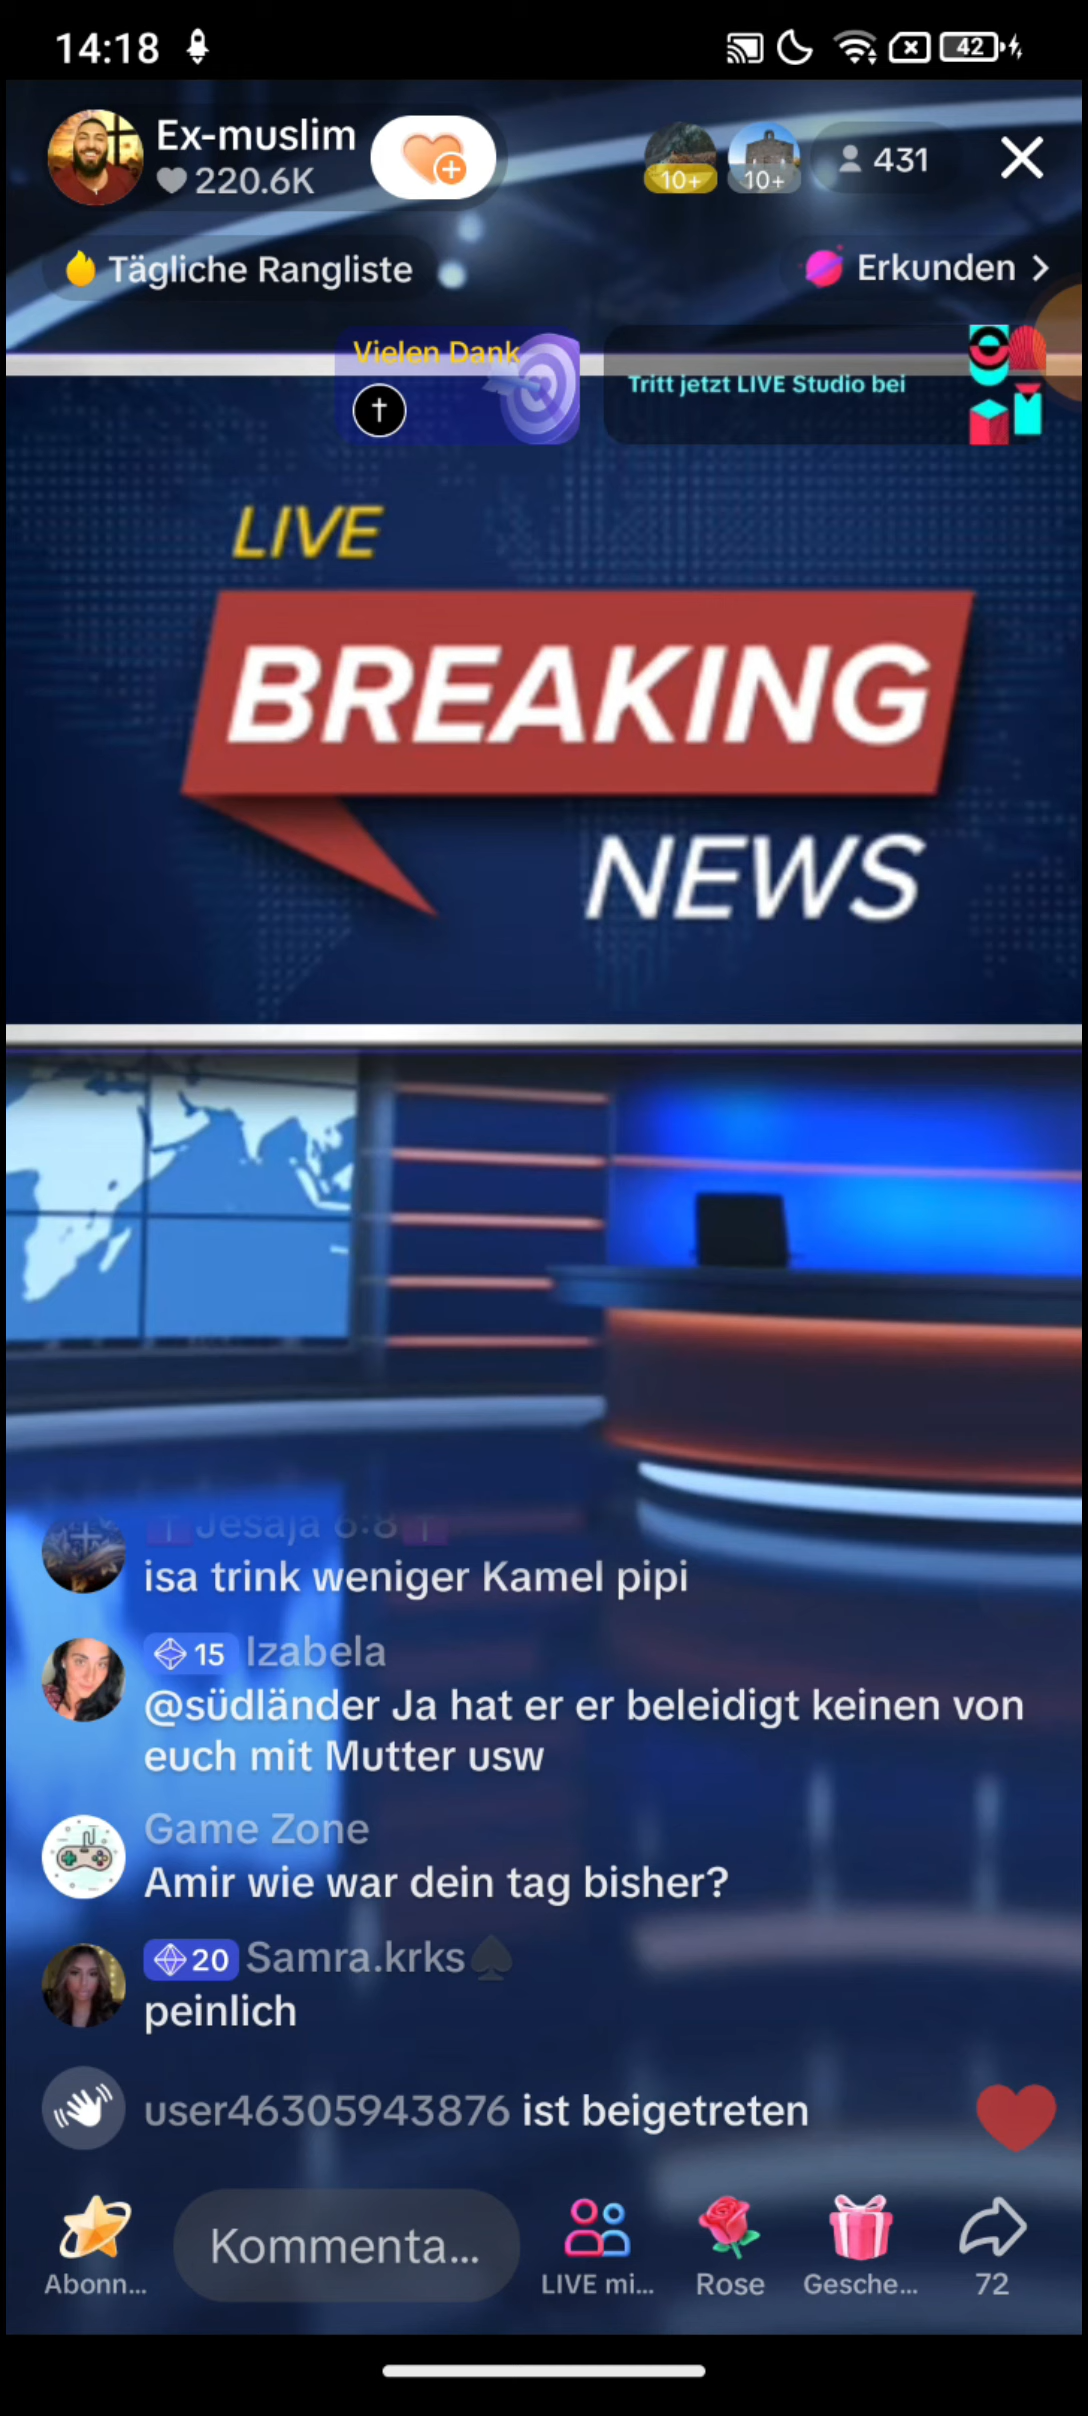 14:18
42
Ex-muslim
220.6K
10+
10+
431
Tägliche Rangliste
Erkunden >
Vielen Dank
Tritt jetzt LIVE Studio bei
LIVE
BREAKING
NEWS
Jesaja 6:8
isa trink weniger Kamel pipi
15 Izabela
@südländer Ja hat er er beleidigt keinen von
euch mit Mutter usw
Game Zone
Amir wie war dein tag bisher?
20 Samra.krks♠
peinlich
user46305943876 ist beigetreten
Kommenta...
Abonn...
LIVE mi...
Rose
Gesche...
72